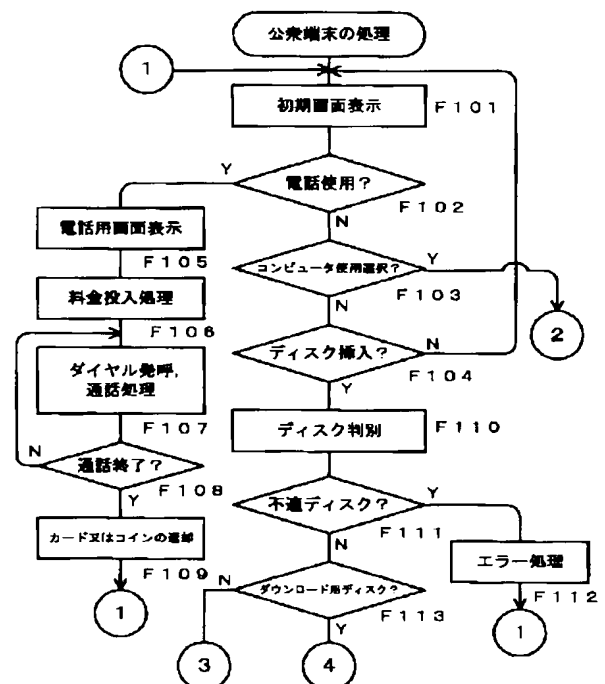 公衆端末の処理
1
初期画面表示
F101
Y
電話使用?
F102
N
電話用画面表示
F105
コンピュータ使用選択?
Y
F103
料金投入処理
F106
N
2
ディスク挿入?
N
F104
ダイヤル発呼,
通話処理
F107
Y
ディスク判別
F110
N
通話終了?
F108
Y
不適ディスク?
Y
F111
カード又はコインの返却
F109
N
エラー処理
F112
N
ダウンロード用ディスク?
F113
1
Y
1
3
4